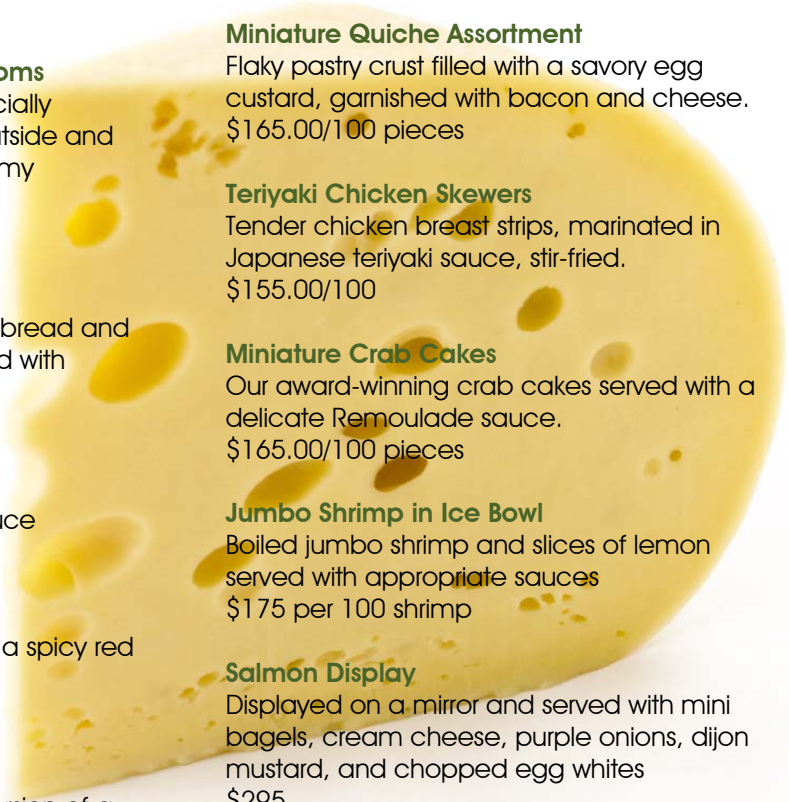 oms
cially
tside and
my
bread and
d with
uce
a spicy red
Miniature Quiche Assortment
Flaky pastry crust filled with a savory egg
custard, garnished with bacon and cheese.
$165.00/100 pieces
Teriyaki Chicken Skewers
Tender chicken breast strips, marinated in
Japanese teriyaki sauce, stir-fried.
$155.00/100
Miniature Crab Cakes
Our award-winning crab cakes served with a
delicate Remoulade sauce.
$165.00/100 pieces
Jumbo Shrimp in Ice Bowl
Boiled jumbo shrimp and slices of lemon
served with appropriate sauces
$175 per 100 shrimp
Salmon Display
Displayed on a mirror and served with mini
bagels, cream cheese, purple onions, dijon
mustard, and chopped egg whites
$295